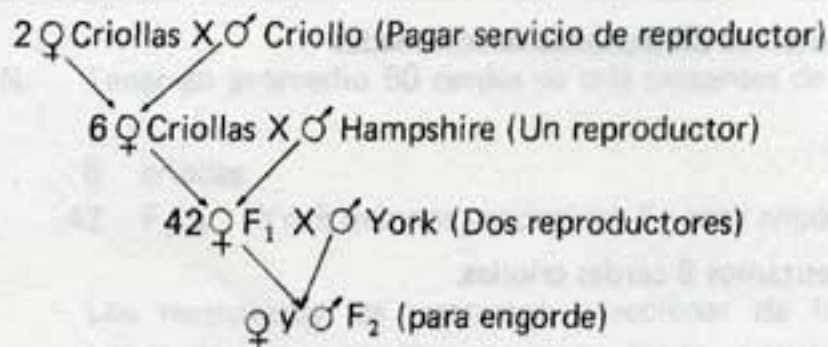 2 ♀ Criollas X ♂ Criollo (Pagar servicio de reproductor)
6 ♀ Criollas X ♂ Hampshire (Un reproductor)
42 ♀ F₁ X ♂ York (Dos reproductores)
♀ y ♂ F₂ (para engorde)